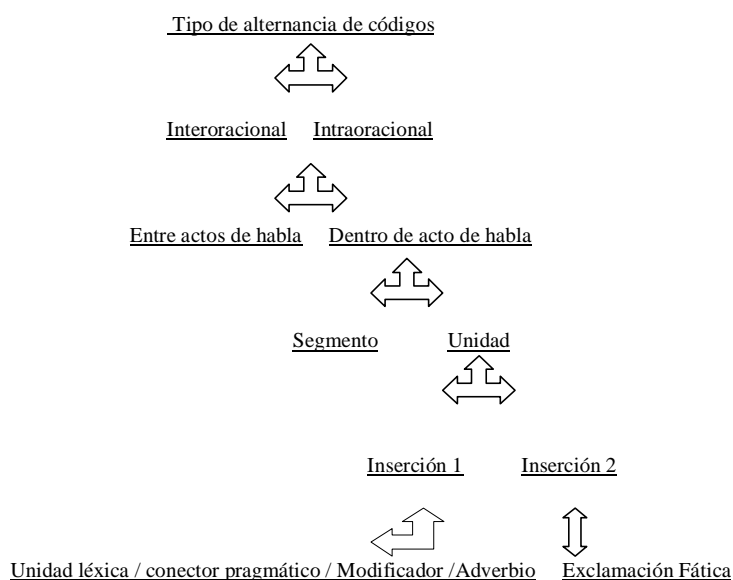 Tipo de alternancia de códigos
Interoracional Intraoracional
Entre actos de habla Dentro de acto de habla
Segmento Unidad
Inserción 1 Inserción 2
Unidad léxica / conector pragmático / Modificador /Adverbio Exclamación Fática